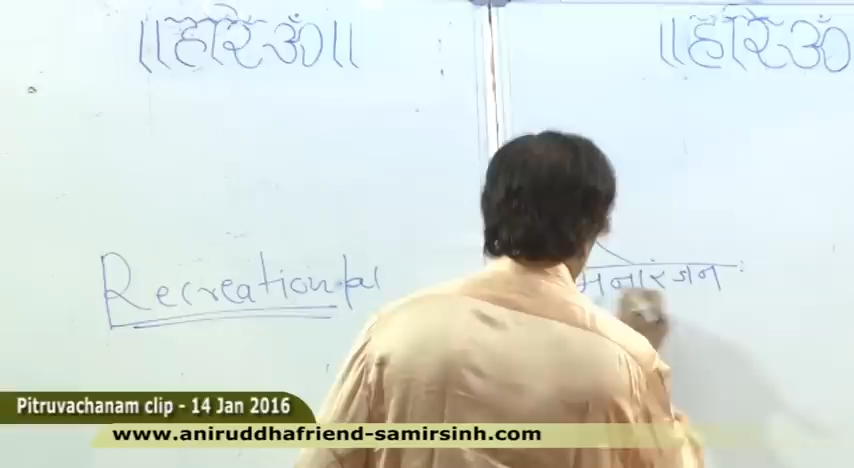 ॥हरि ॐ॥
॥हरि ॐ
Recreational
मनोरंजन
Pitruvachanam clip - 14 Jan 2016
www.aniruddhafriend-samirsinh.com